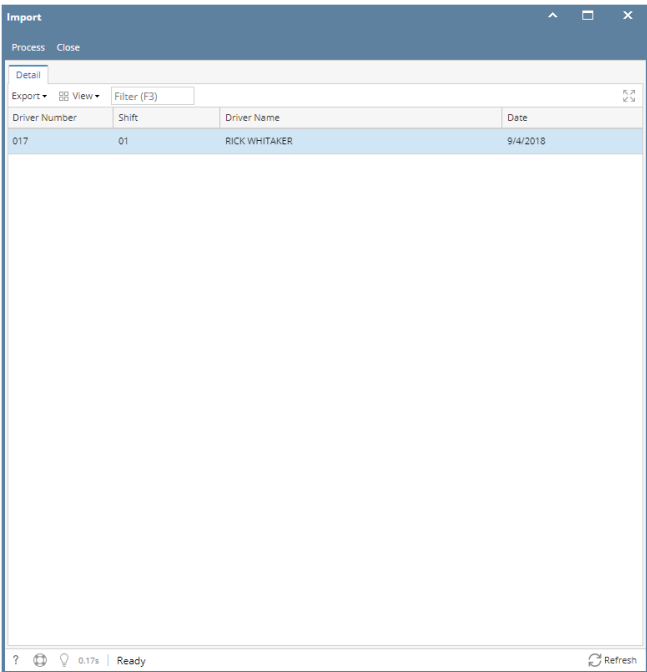 Import
Process Close
Detail
Export View Filter (F3)
Driver Number Shift Driver Name Date
017 01 RICK WHITAKER 9/4/2018
? 0.17s Ready Refresh